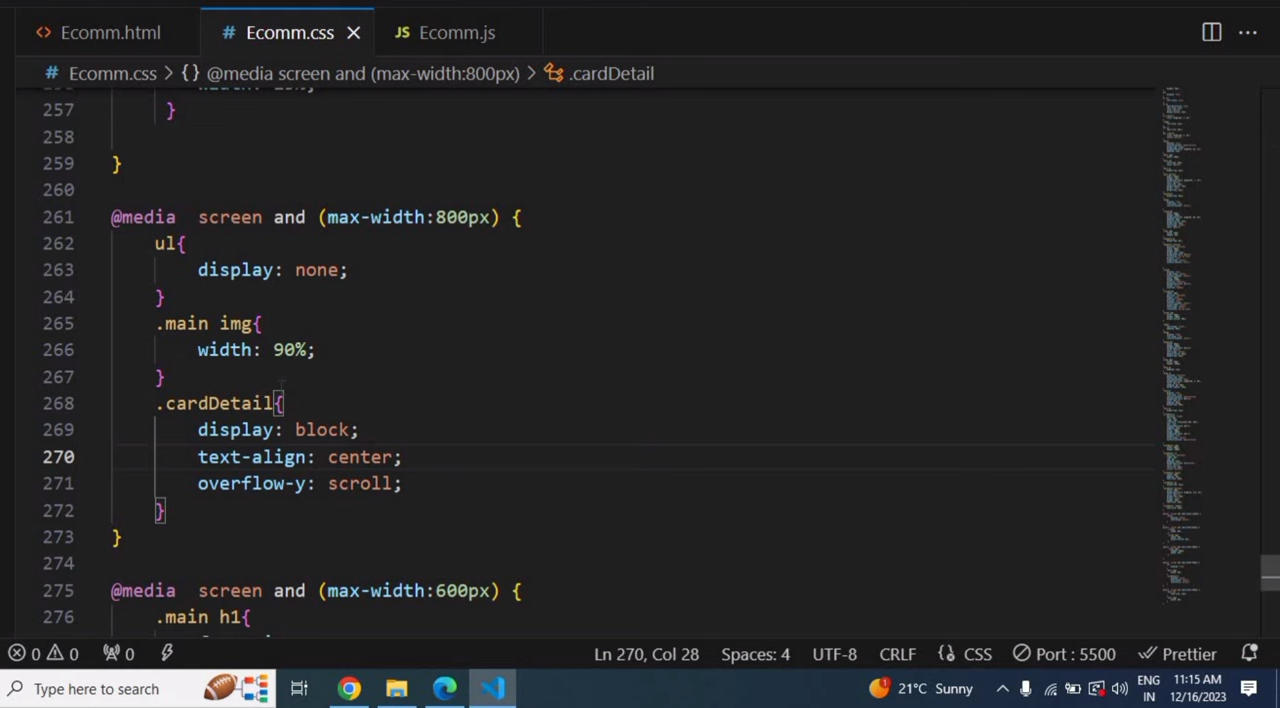 <> Ecomm.html # Ecomm.css × JS Ecomm.js
# Ecomm.css > {} @media screen and (max-width:800px) > .cardDetail
257 }
258
259 }
260
261 @media  screen and (max-width:800px) {
262 ul{
263 display: none;
264 }
265 .main img{
266 width: 90%;
267 }
268 .cardDetail{
269 display: block;
270 text-align: center;
271 overflow-y: scroll;
272 }
273 }
274
275 @media  screen and (max-width:600px) {
276 .main h1{
0 0 0 Ln 270, Col 28 Spaces: 4 UTF-8 CRLF {} CSS Port : 5500 Prettier
Type here to search 1 21°C Sunny ENG 11:15 AM
IN 12/16/2023